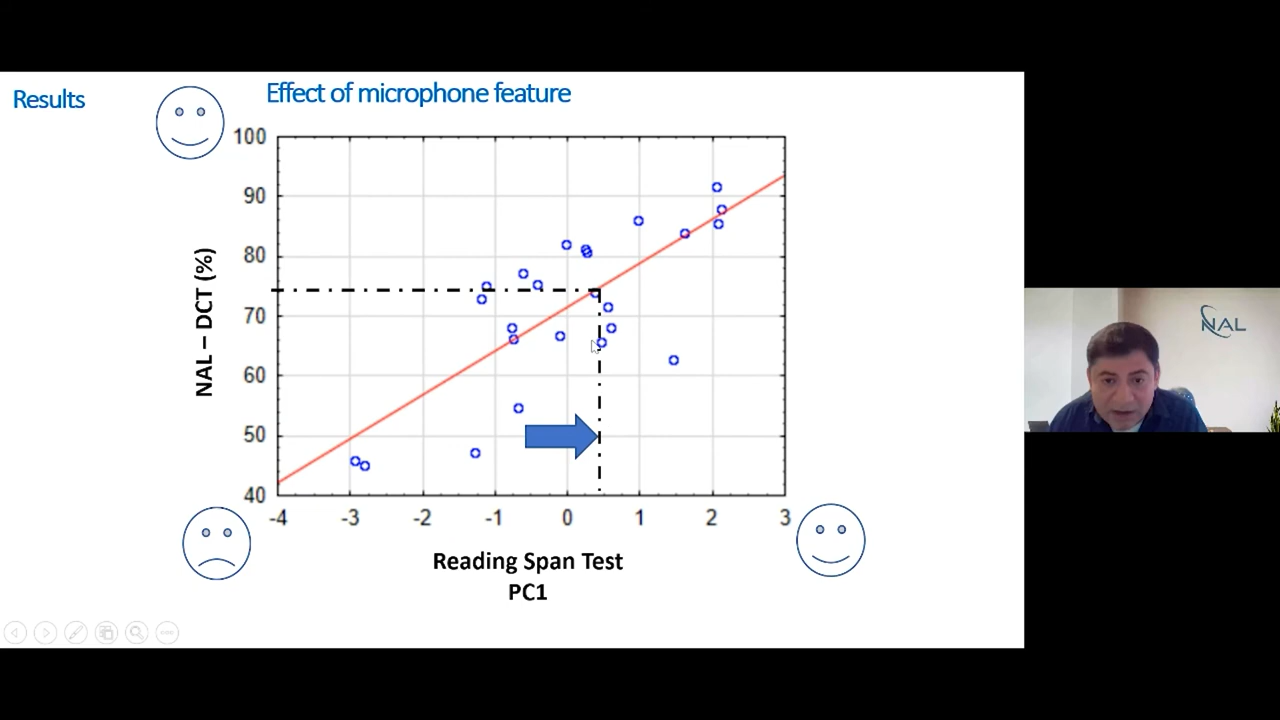 Results
Effect of microphone feature
100
90
80
70
60
50
40
NAL – DCT (%)
-4 -3 -2 -1 0 1 2 3
Reading Span Test
PC1
NAL